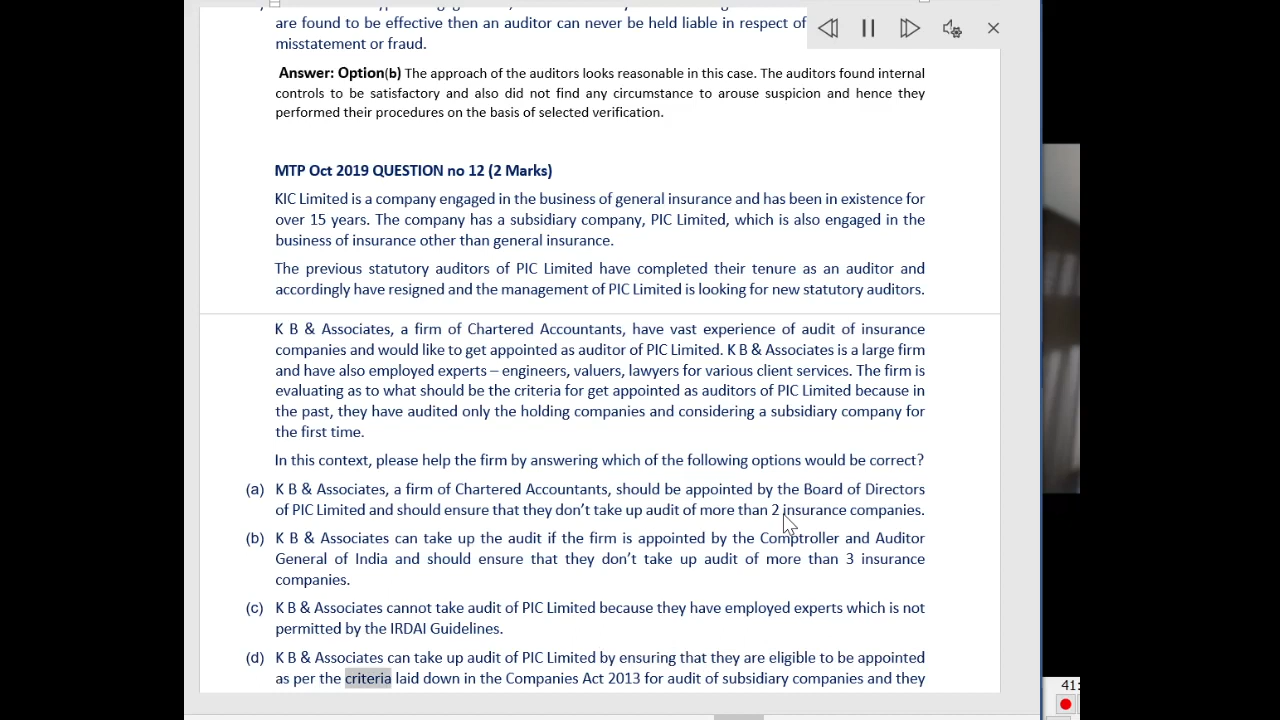 are found to be effective then an auditor can never be held liable in respect of
misstatement or fraud.
Answer: Option(b) The approach of the auditors looks reasonable in this case. The auditors found internal
controls to be satisfactory and also did not find any circumstance to arouse suspicion and hence they
performed their procedures on the basis of selected verification.
MTP Oct 2019 QUESTION no 12 (2 Marks)
KIC Limited is a company engaged in the business of general insurance and has been in existence for
over 15 years. The company has a subsidiary company, PIC Limited, which is also engaged in the
business of insurance other than general insurance.
The previous statutory auditors of PIC Limited have completed their tenure as an auditor and
accordingly have resigned and the management of PIC Limited is looking for new statutory auditors.
K B & Associates, a firm of Chartered Accountants, have vast experience of audit of insurance
companies and would like to get appointed as auditor of PIC Limited. K B & Associates is a large firm
and have also employed experts – engineers, valuers, lawyers for various client services. The firm is
evaluating as to what should be the criteria for get appointed as auditors of PIC Limited because in
the past, they have audited only the holding companies and considering a subsidiary company for
the first time.
In this context, please help the firm by answering which of the following options would be correct?
(a) K B & Associates, a firm of Chartered Accountants, should be appointed by the Board of Directors
of PIC Limited and should ensure that they don't take up audit of more than 2 insurance companies.
(b) K B & Associates can take up the audit if the firm is appointed by the Comptroller and Auditor
General of India and should ensure that they don't take up audit of more than 3 insurance
companies.
(c) K B & Associates cannot take audit of PIC Limited because they have employed experts which is not
permitted by the IRDAI Guidelines.
(d) K B & Associates can take up audit of PIC Limited by ensuring that they are eligible to be appointed
as per the criteria laid down in the Companies Act 2013 for audit of subsidiary companies and they
41: